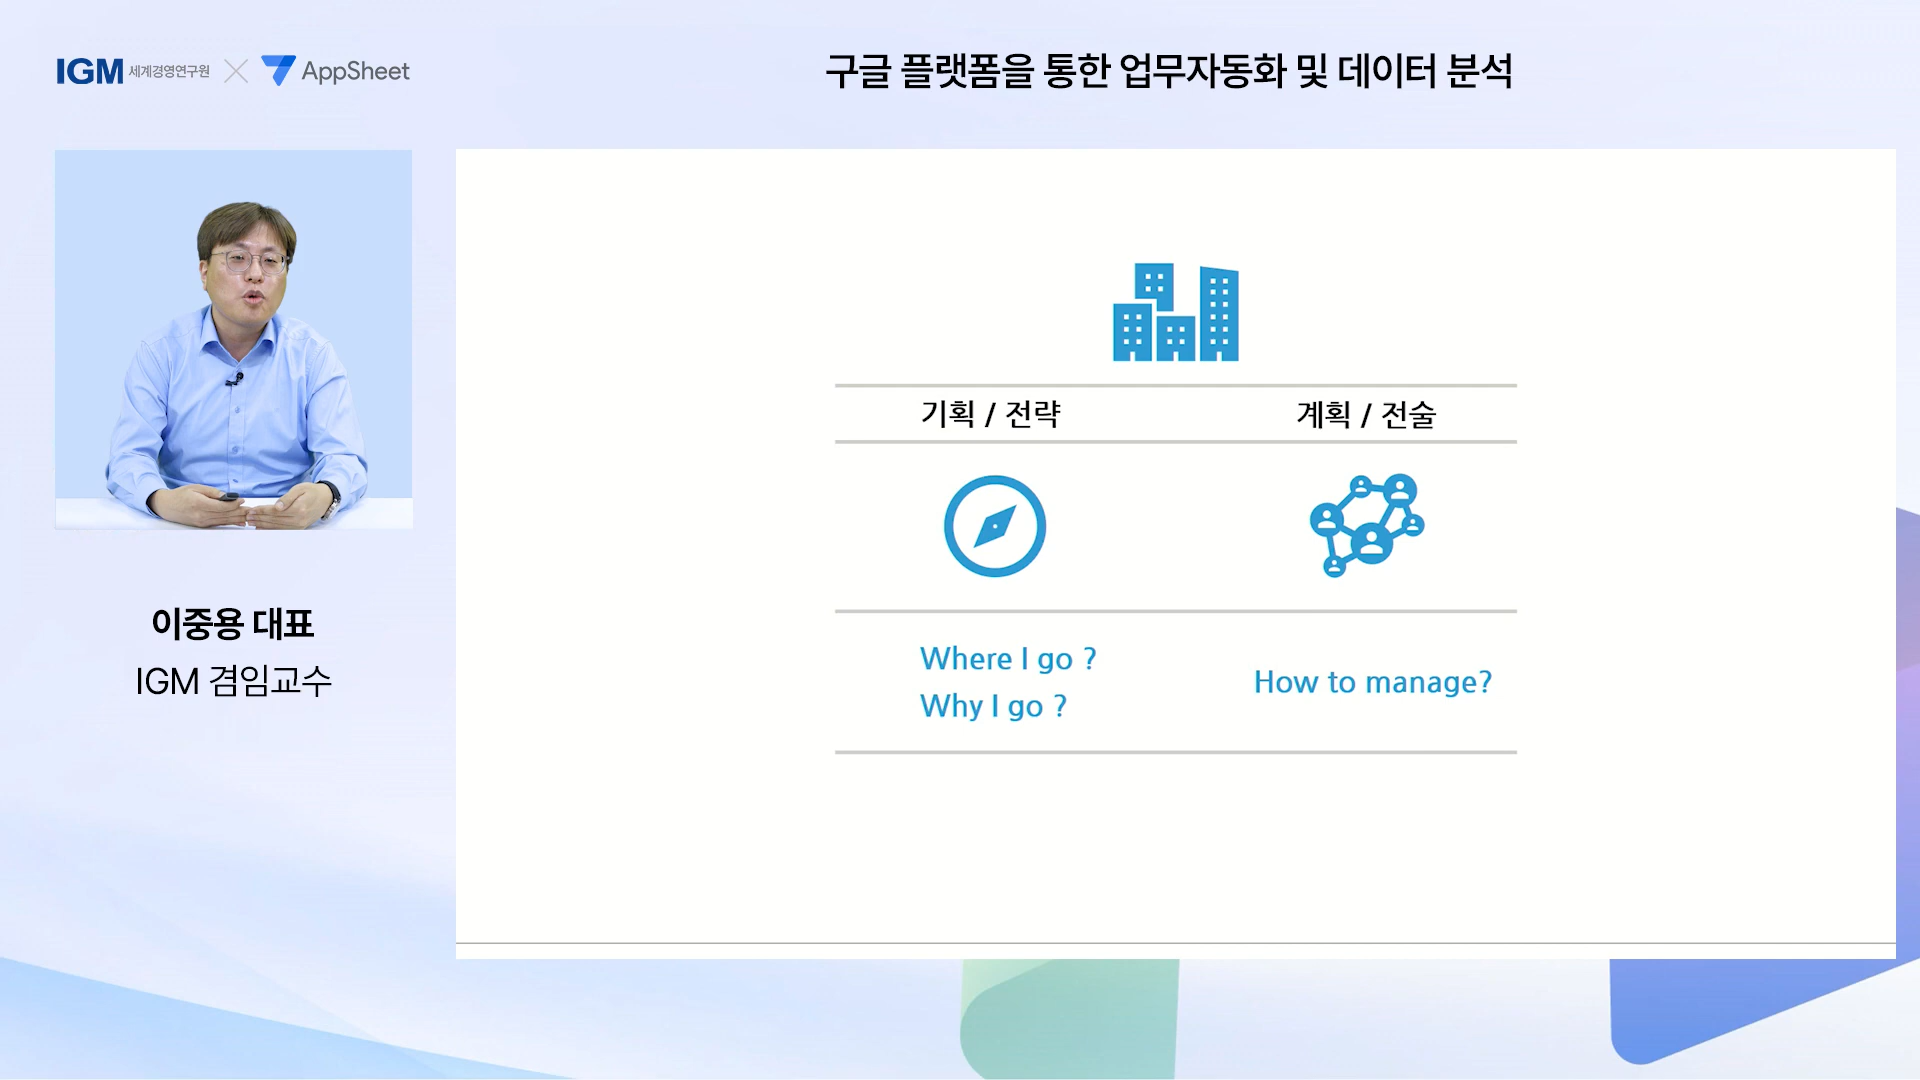 IGM 세계경영연구원 × AppSheet
구글 플랫폼을 통한 업무자동화 및 데이터 분석
기획 / 전략
계획 / 전술
Where I go ?
Why I go ?
How to manage?
이중용 대표
IGM 겸임교수